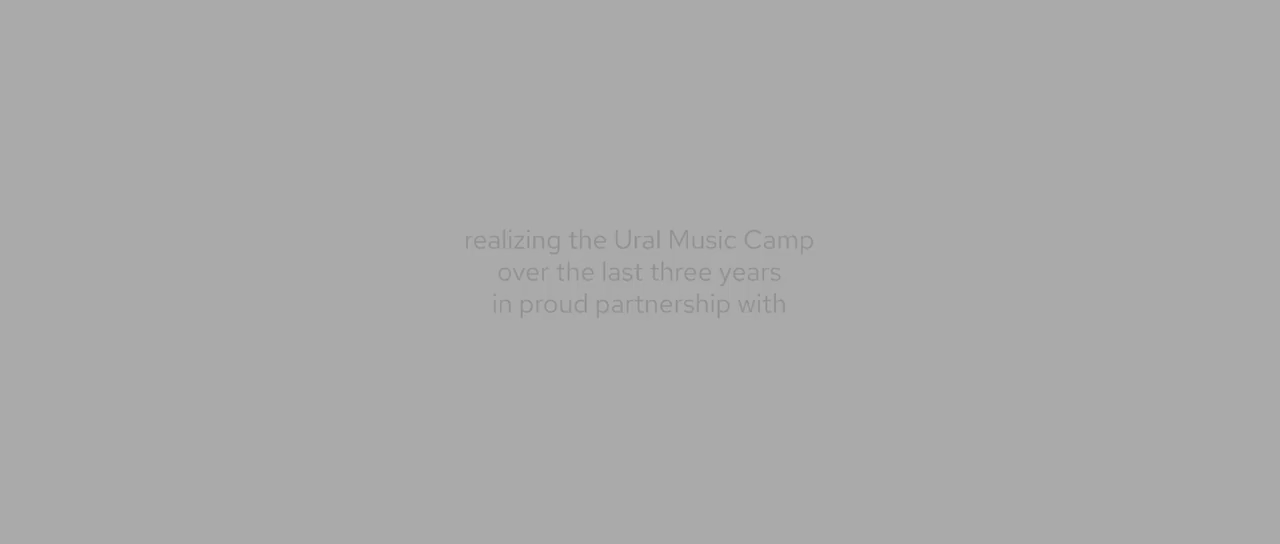 realizing the Ural Music Camp
over the last three years
in proud partnership with